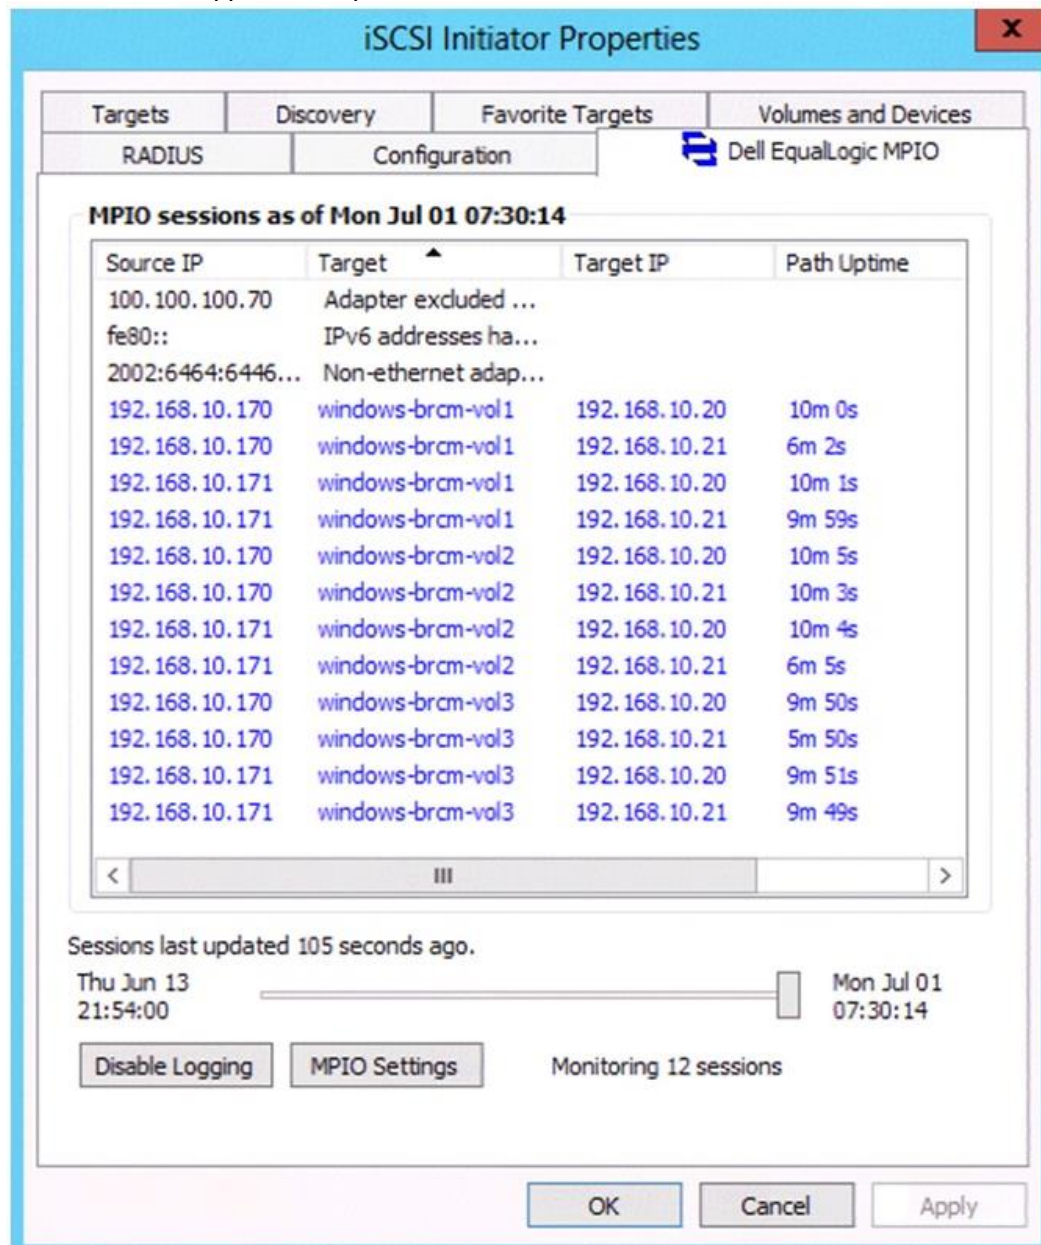 iSCSI Initiator Properties
x
Targets Discovery Favorite Targets Volumes and Devices
RADIUS Configuration Dell EqualLogic MPIO
MPIO sessions as of Mon Jul 01 07:30:14
Source IP Target Target IP Path Uptime
100.100.100.70 Adapter excluded ...
fe80:: IPv6 addresses ha...
2002:6464:6446... Non-ethernet adap...
192.168.10.170 windows-brcm-vol1 192.168.10.20 10m 0s
192.168.10.170 windows-brcm-vol1 192.168.10.21 6m 2s
192.168.10.171 windows-brcm-vol1 192.168.10.20 10m 1s
192.168.10.171 windows-brcm-vol1 192.168.10.21 9m 59s
192.168.10.170 windows-brcm-vol2 192.168.10.20 10m 5s
192.168.10.170 windows-brcm-vol2 192.168.10.21 10m 3s
192.168.10.171 windows-brcm-vol2 192.168.10.20 10m 4s
192.168.10.171 windows-brcm-vol2 192.168.10.21 6m 5s
192.168.10.170 windows-brcm-vol3 192.168.10.20 9m 50s
192.168.10.170 windows-brcm-vol3 192.168.10.21 5m 50s
192.168.10.171 windows-brcm-vol3 192.168.10.20 9m 51s
192.168.10.171 windows-brcm-vol3 192.168.10.21 9m 49s
Sessions last updated 105 seconds ago.
Thu Jun 13 Mon Jul 01
21:54:00 07:30:14
Disable Logging MPIO Settings Monitoring 12 sessions
OK Cancel Apply